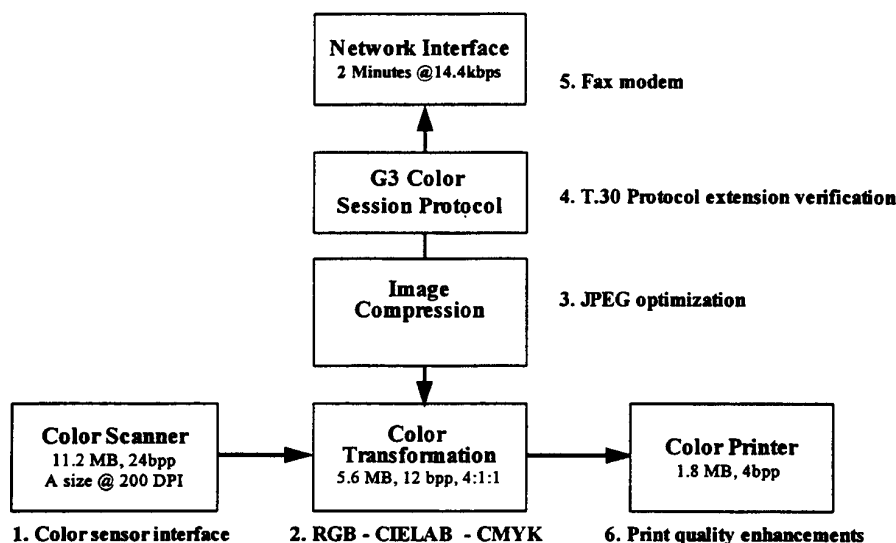 Network Interface
2 Minutes @14.4kbps
5. Fax modem
G3 Color
Session Protocol
4. T.30 Protocol extension verification
Image
Compression
3. JPEG optimization
Color Scanner
11.2 MB, 24bpp
A size @ 200 DPI
Color
Transformation
5.6 MB, 12 bpp, 4:1:1
Color Printer
1.8 MB, 4bpp
1. Color sensor interface
2. RGB - CIELAB - CMYK
6. Print quality enhancements